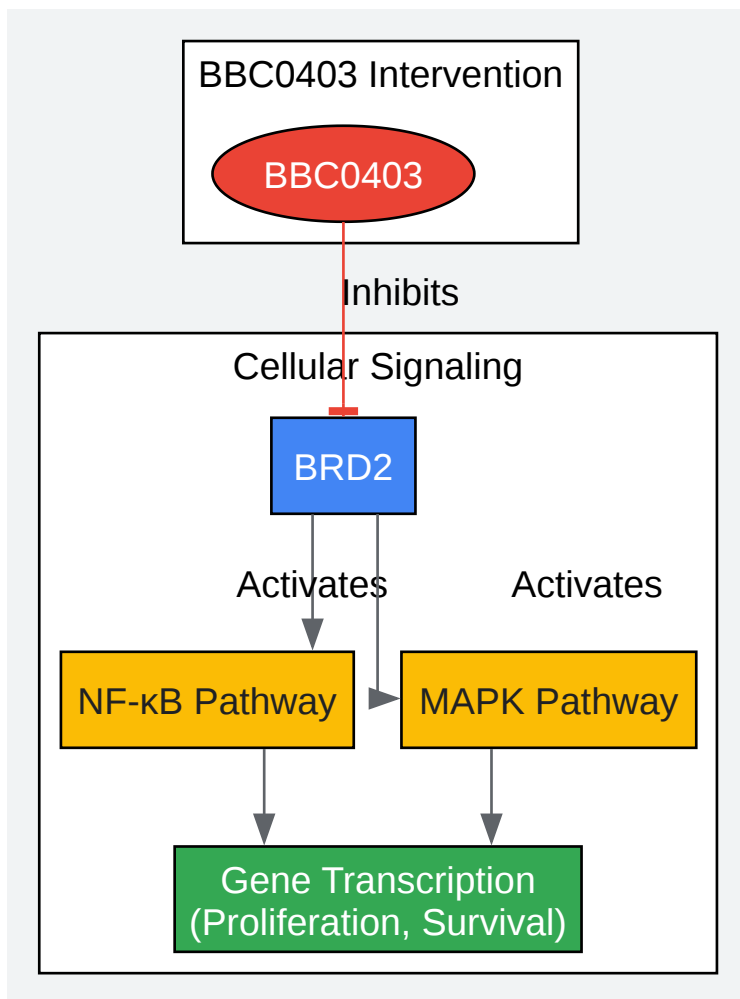 BBC0403 Intervention
BBC0403
Inhibits
Cellular Signaling
BRD2
Activates
Activates
NF-κB Pathway
MAPK Pathway
Gene Transcription
(Proliferation, Survival)